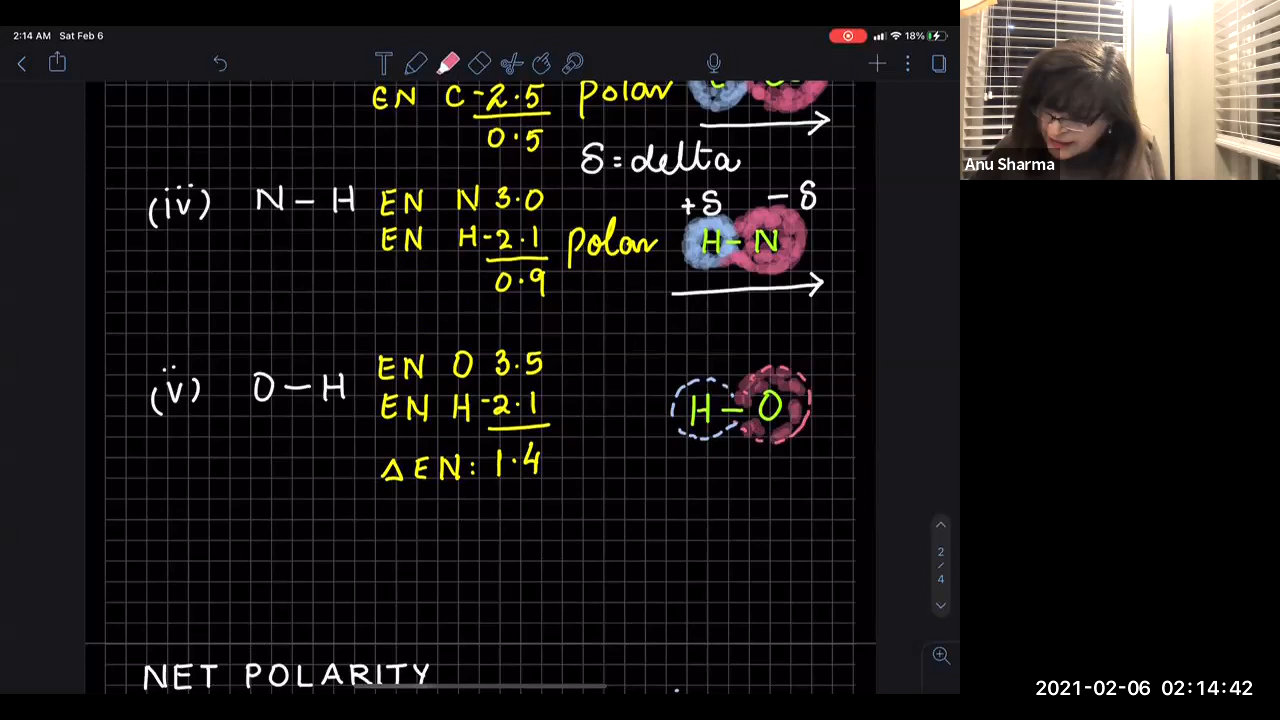 2:14 AM Sat Feb 6
18%
EN C -2.5 polar
0.5
δ = delta
(iv) N – H EN N 3.0
+δ -δ
EN H -2.1 polar H – N
0.9
(v) O – H EN O 3.5
EN H -2.1 H – O
Δ EN: 1.4
NET POLARITY
2
/
4
Anu Sharma
2021-02-06 02:14:42